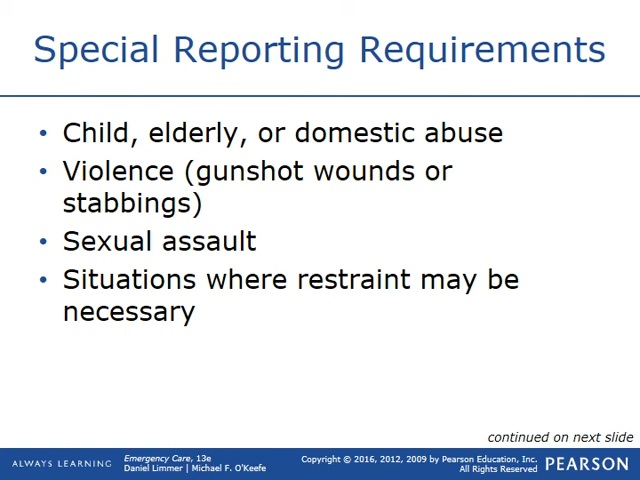 Special Reporting Requirements
• Child, elderly, or domestic abuse
• Violence (gunshot wounds or
stabbings)
• Sexual assault
• Situations where restraint may be
necessary
continued on next slide
ALWAYS LEARNING
Emergency Care, 13e
Daniel Limmer | Michael F. O'Keefe
Copyright © 2016, 2012, 2009 by Pearson Education, Inc.
All Rights Reserved
PEARSON